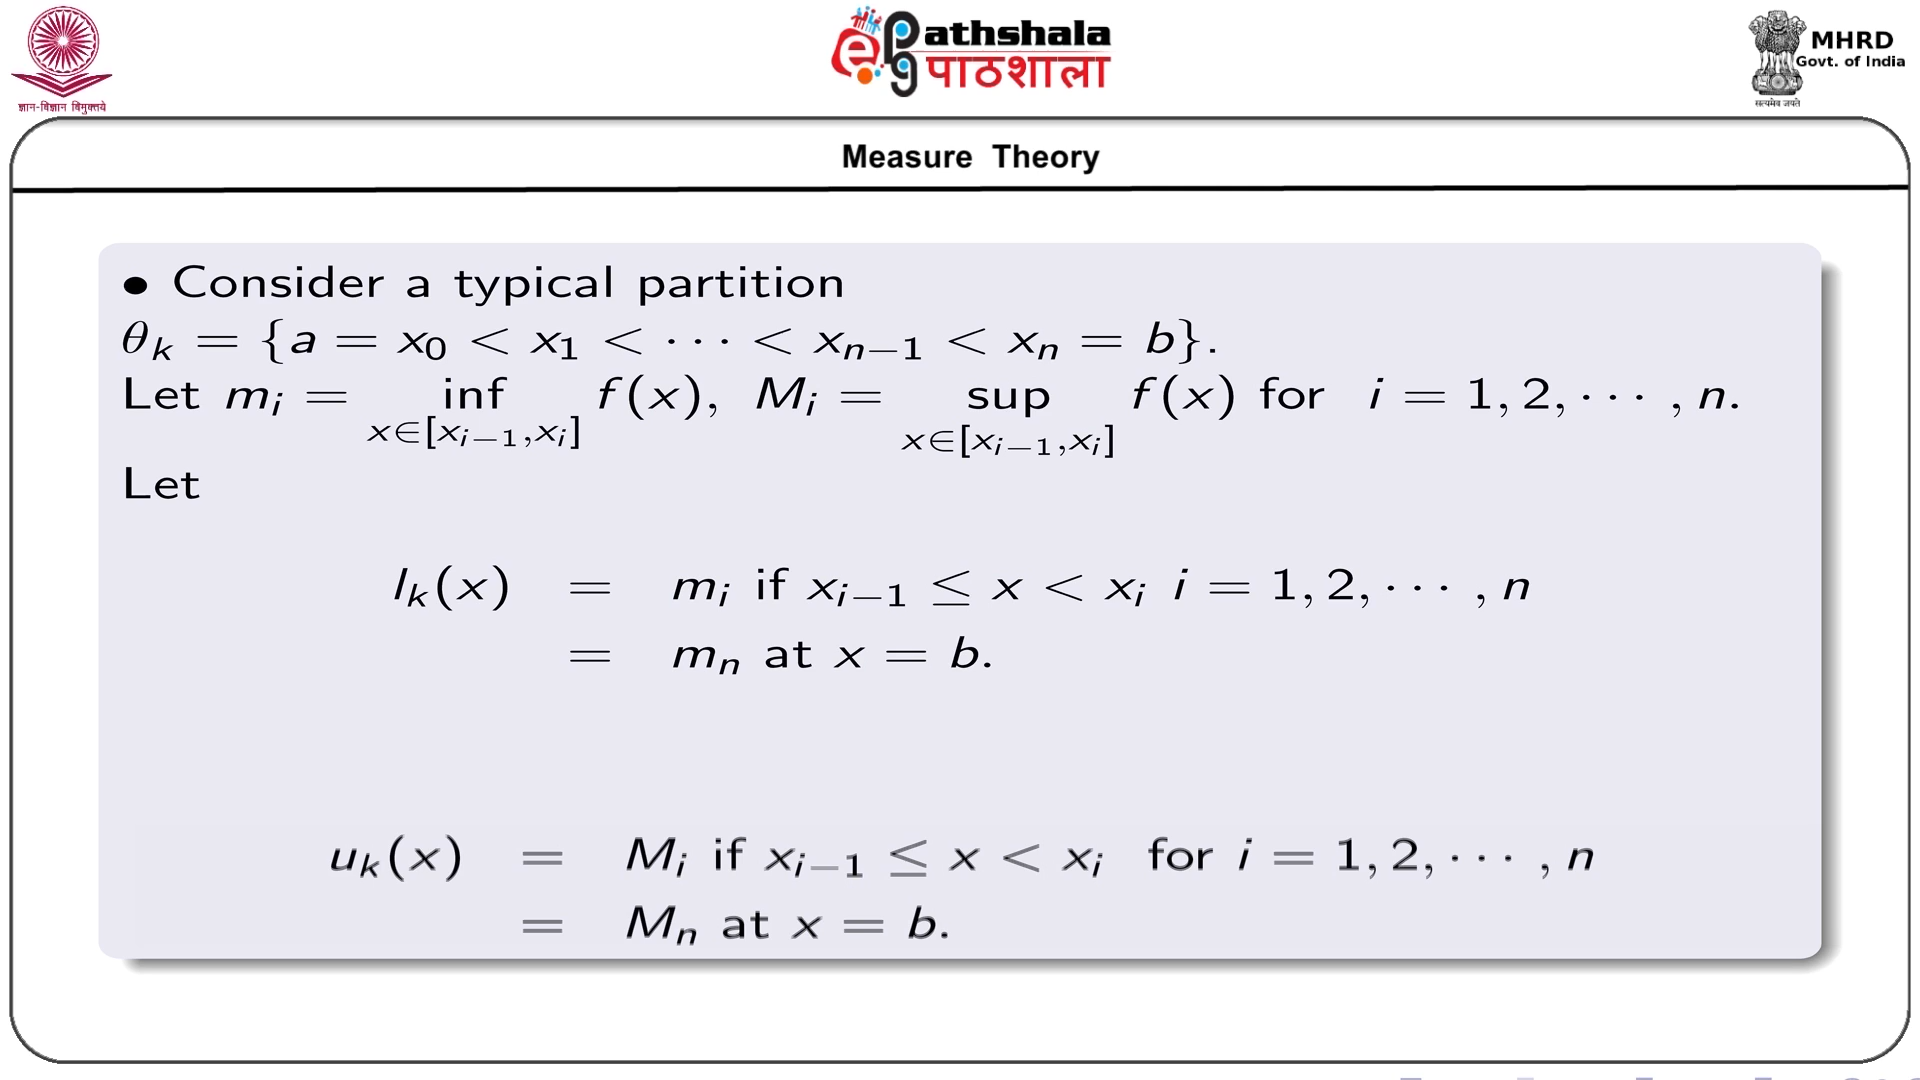 ज्ञान-विज्ञान विमुक्तये
ePG Pathshala
पाठशाला
MHRD
Govt. of India
सत्यमेव जयते
Measure Theory
• Consider a typical partition
θ_k = {a = x_0 < x_1 < ··· < x_{n−1} < x_n = b}.
Let m_i = inf_{x∈[x_{i−1},x_i]} f(x), M_i = sup_{x∈[x_{i−1},x_i]} f(x) for i = 1, 2, ··· , n.
Let
l_k(x) = m_i if x_{i−1} ≤ x < x_i i = 1, 2, ··· , n
= m_n at x = b.
u_k(x) = M_i if x_{i−1} ≤ x < x_i for i = 1, 2, ··· , n
= M_n at x = b.